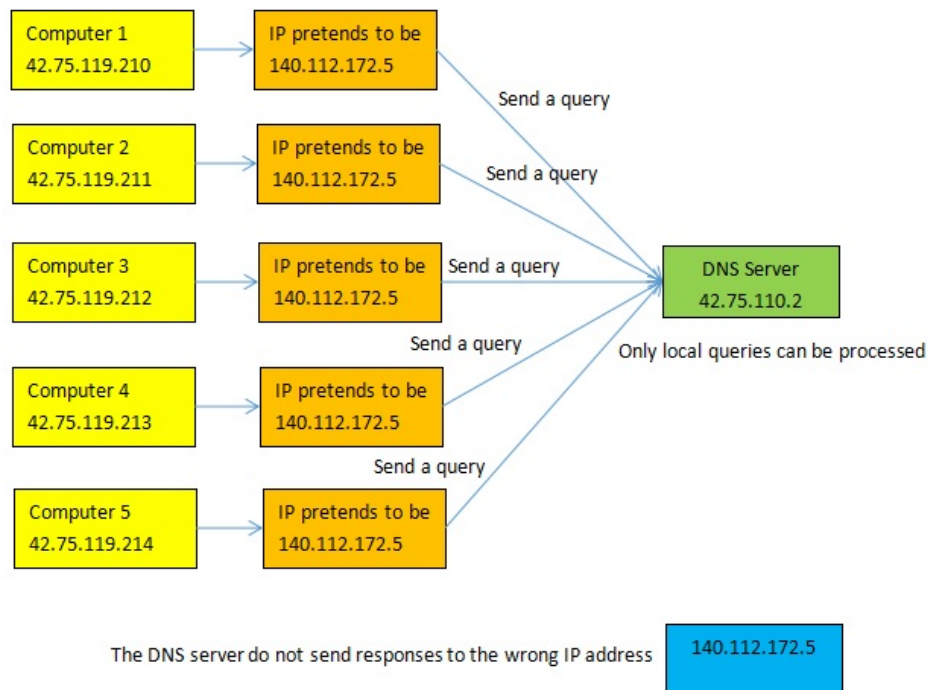 Computer 1
42.75.119.210
IP pretends to be
140.112.172.5
Send a query
Computer 2
42.75.119.211
IP pretends to be
140.112.172.5
Send a query
Computer 3
42.75.119.212
IP pretends to be
140.112.172.5
Send a query
DNS Server
42.75.110.2
Only local queries can be processed
Computer 4
42.75.119.213
IP pretends to be
140.112.172.5
Send a query
Computer 5
42.75.119.214
IP pretends to be
140.112.172.5
Send a query
The DNS server do not send responses to the wrong IP address
140.112.172.5